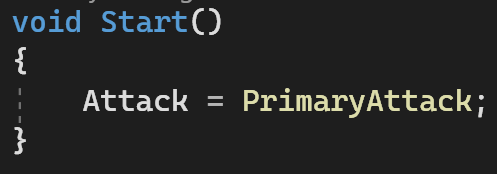 void Start()
{
    Attack = PrimaryAttack;
}